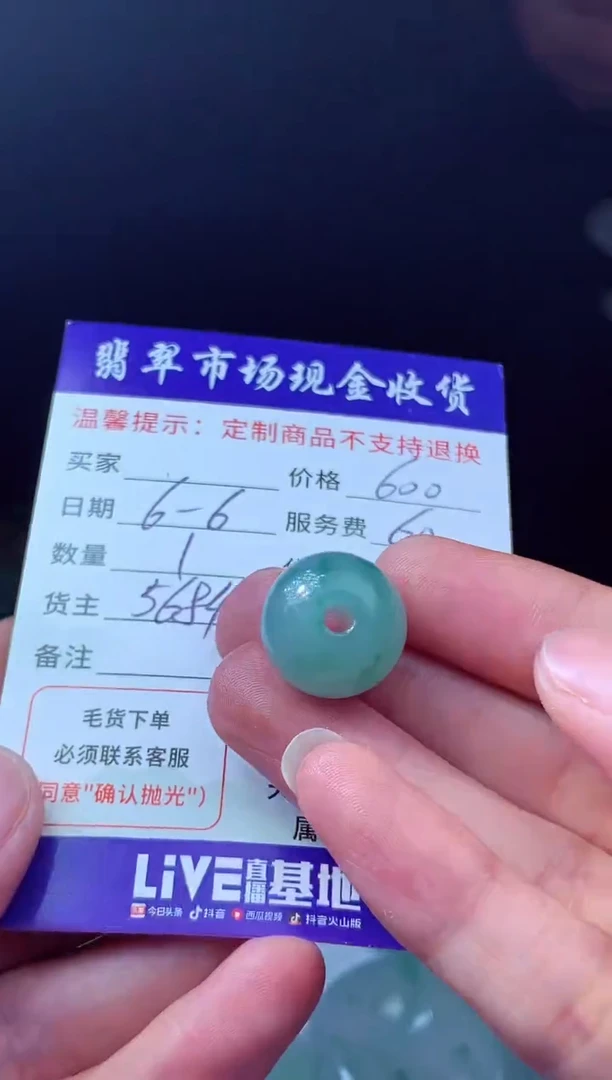 翡翠市场现金收货
温馨提示：定制商品不支持退换
买家 价格 600
日期 6-6 服务费 60
数量 1
货主 5684
备注
毛货下单
必须联系客服
同意"确认抛光"）
属
LiVE直播基地
今日头条 抖音 西瓜视频 抖音火山版